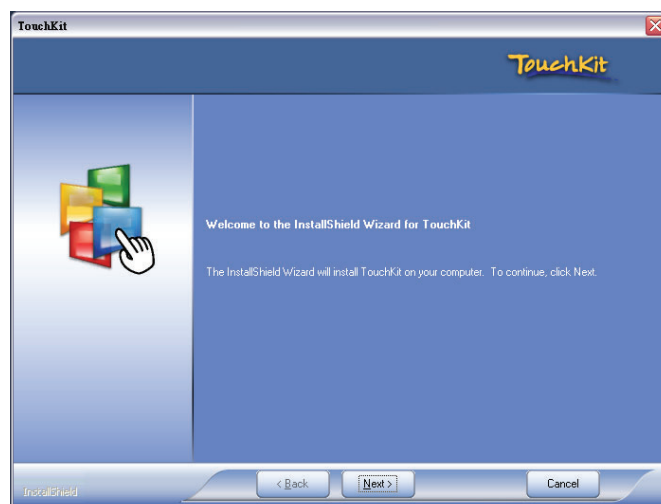 TouchKit
TouchKit
Welcome to the InstallShield Wizard for TouchKit
The InstallShield Wizard will install TouchKit on your computer. To continue, click Next.
InstallShield
< Back
Next >
Cancel